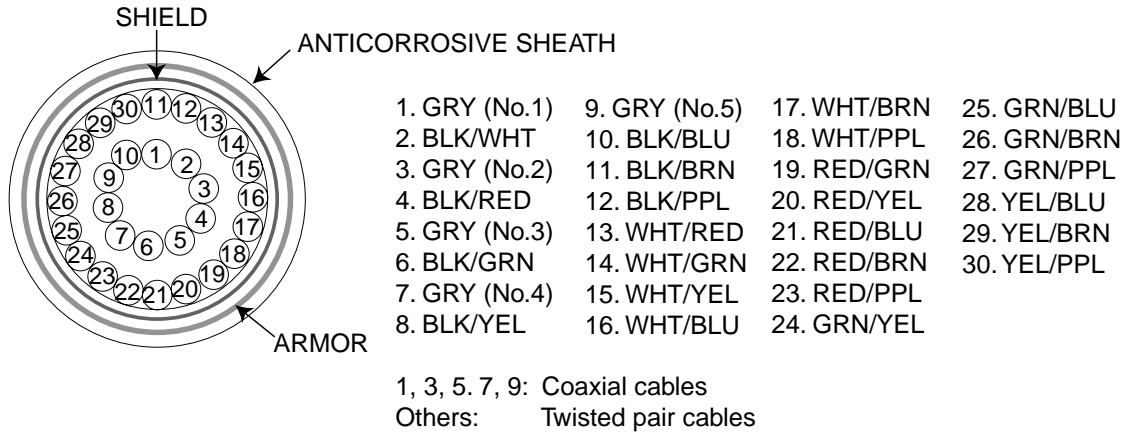 SHIELD
ANTICORROSIVE SHEATH
ARMOR
1
2
3
4
5
6
7
8
9
10
11
12
13
14
15
16
17
18
19
20
21
22
23
24
25
26
27
28
29
30
1. GRY (No.1)
2. BLK/WHT
3. GRY (No.2)
4. BLK/RED
5. GRY (No.3)
6. BLK/GRN
7. GRY (No.4)
8. BLK/YEL
9. GRY (No.5)
10. BLK/BLU
11. BLK/BRN
12. BLK/PPL
13. WHT/RED
14. WHT/GRN
15. WHT/YEL
16. WHT/BLU
17. WHT/BRN
18. WHT/PPL
19. RED/GRN
20. RED/YEL
21. RED/BLU
22. RED/BRN
23. RED/PPL
24. GRN/YEL
25. GRN/BLU
26. GRN/BRN
27. GRN/PPL
28. YEL/BLU
29. YEL/BRN
30. YEL/PPL
1, 3, 5. 7, 9: Coaxial cables
Others: Twisted pair cables